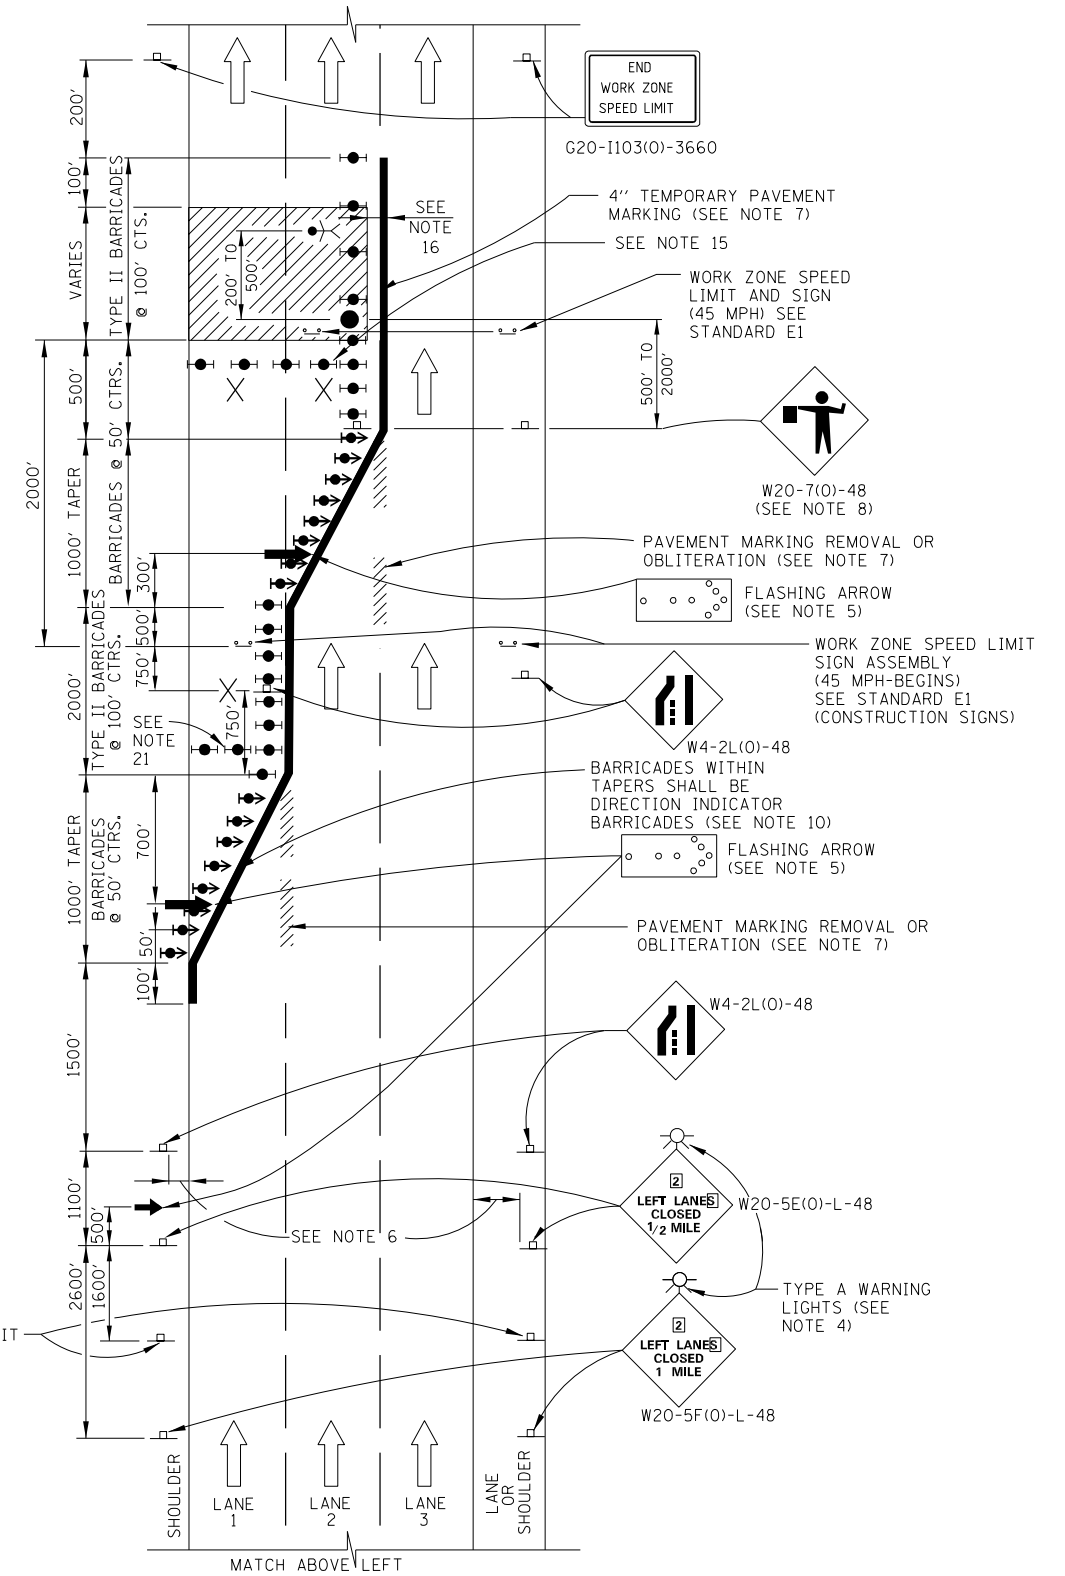 END
WORK ZONE
SPEED LIMIT
G20-I103(O)-3660
200'
100'
VARIES
TYPE II BARRICADES
@ 100' CTS.
200' TO
500'
SEE
NOTE
16
4'' TEMPORARY PAVEMENT
MARKING (SEE NOTE 7)
SEE NOTE 15
WORK ZONE SPEED
LIMIT AND SIGN
(45 MPH) SEE
STANDARD E1
500' TO
2000'
500'
BARRICADES @ 50' CTRS.
2000'
1000' TAPER
W20-7(O)-48
(SEE NOTE 8)
PAVEMENT MARKING REMOVAL OR
OBLITERATION (SEE NOTE 7)
300'
FLASHING ARROW
(SEE NOTE 5)
500'
750'
2000'
TYPE II BARRICADES
@ 100' CTRS.
WORK ZONE SPEED LIMIT
SIGN ASSEMBLY
(45 MPH-BEGINS)
SEE STANDARD E1
(CONSTRUCTION SIGNS)
W4-2L(O)-48
750'
SEE
NOTE
21
BARRICADES WITHIN
TAPERS SHALL BE
DIRECTION INDICATOR
BARRICADES (SEE NOTE 10)
FLASHING ARROW
(SEE NOTE 5)
1000' TAPER
BARRICADES
@ 50' CTRS.
700'
50'
100'
PAVEMENT MARKING REMOVAL OR
OBLITERATION (SEE NOTE 7)
W4-2L(O)-48
1500'
1100'
500'
SEE NOTE 6
2
LEFT LANES
CLOSED
1/2 MILE
W20-5E(O)-L-48
2600'
1600'
IT
TYPE A WARNING
LIGHTS (SEE
NOTE 4)
2
LEFT LANES
CLOSED
1 MILE
W20-5F(O)-L-48
SHOULDER
LANE
1
LANE
2
LANE
3
LANE
OR
SHOULDER
MATCH ABOVE LEFT